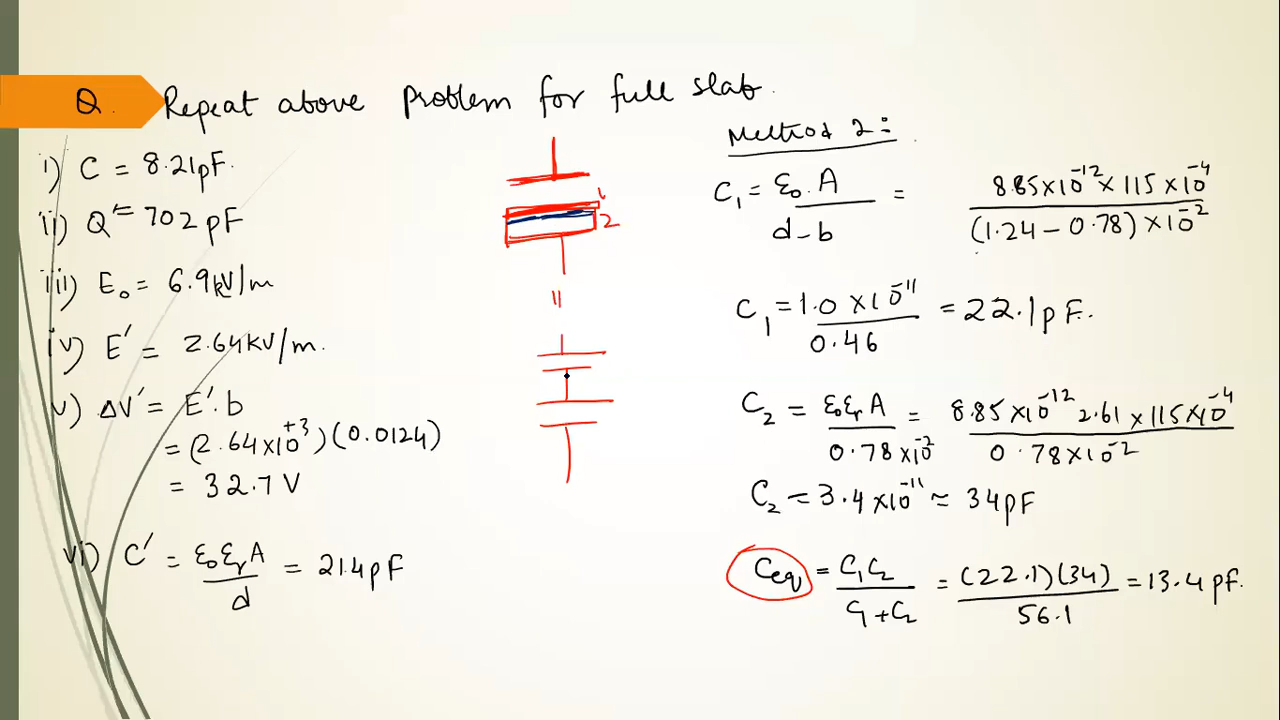 Q. Repeat above problem for full slab.
i) C = 8.21pF.
ii) Q' = 702 pF
iii) E₀ = 6.9kV/m
iv) E' = 2.64kV/m.
v) ΔV' = E'.b
= (2.64×10⁺³)(0.0124)
= 32.7 V
vi) C' = ε₀εᵣA / d = 21.4pF
1
2
=
Method 2:
C₁ = ε₀.A / d-b = 8.85×10⁻¹² × 115×10⁻⁴ / (1.24-0.78)×10⁻²
C₁ = 1.0×10⁻¹¹ / 0.46 = 22.1pF.
C₂ = ε₀εᵣA / 0.78×10⁻² = 8.85×10⁻¹² 2.61×115×10⁻⁴ / 0.78×10⁻²
C₂ = 3.4×10⁻¹¹ ≈ 34pF
Ceq = C₁C₂ / C₁+C₂ = (22.1)(34) / 56.1 = 13.4 pF.